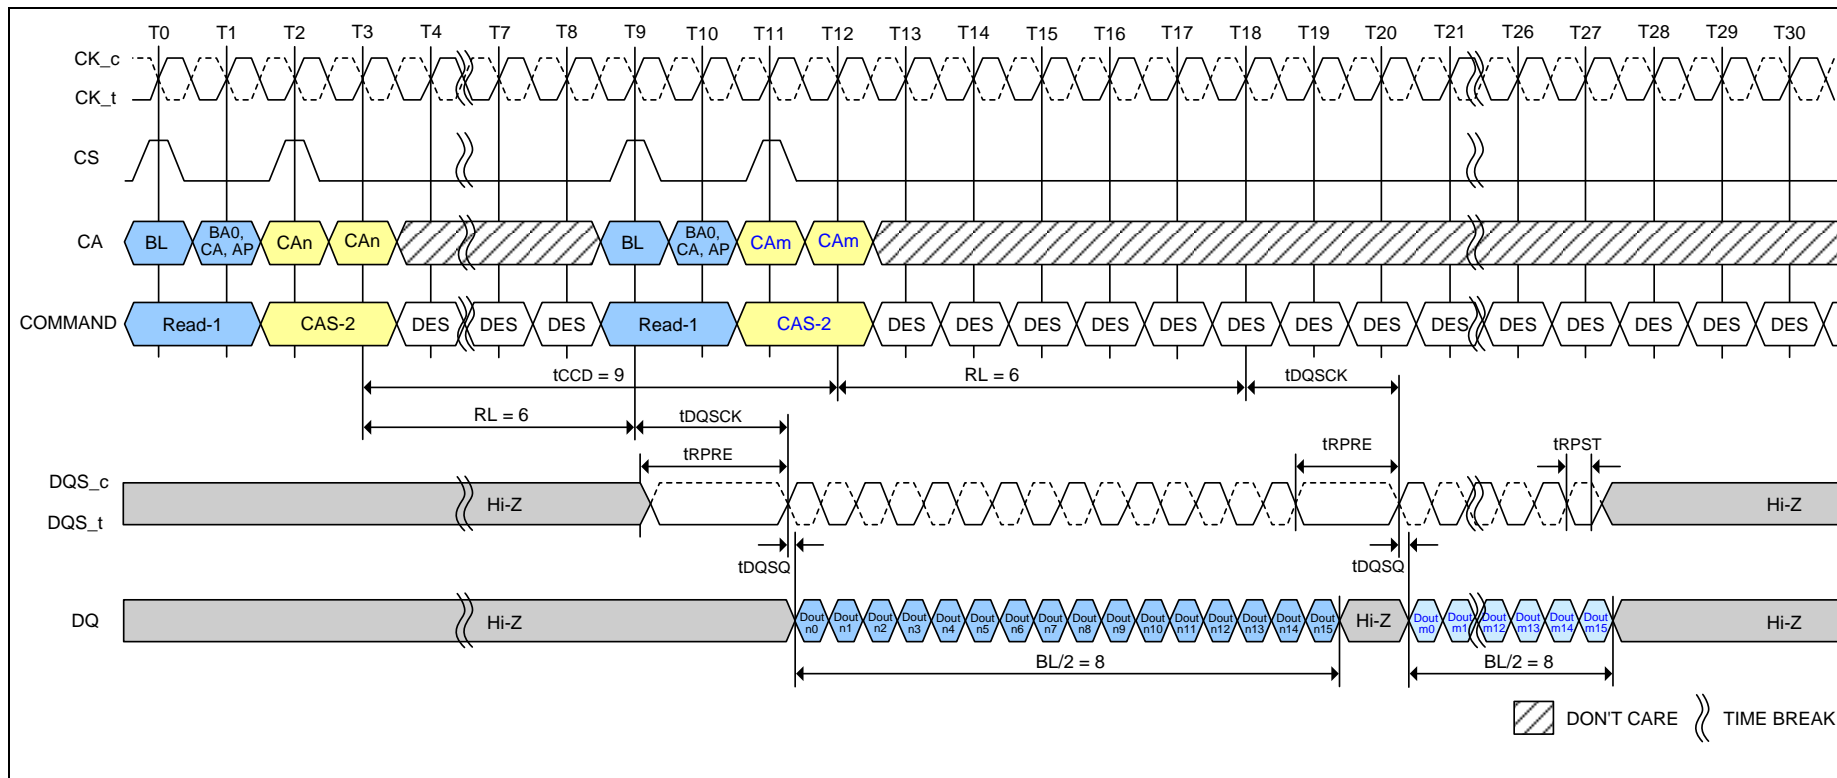 T0 T1 T2 T3 T4 T7 T8 T9 T10 T11 T12 T13 T14 T15 T16 T17 T18 T19 T20 T21 T26 T27 T28 T29 T30
CK_c
CK_t
CS
CA BL BA0, CA, AP CAn CAn BL BA0, CA, AP CAm CAm
COMMAND Read-1 CAS-2 DES DES DES Read-1 CAS-2 DES DES DES DES DES DES DES DES DES DES DES DES DES DES
tCCD = 9 RL = 6 tDQSCK
RL = 6 tDQSCK
tRPRE tRPRE tRPST
DQS_c
Hi-Z Hi-Z
DQS_t
tDQSQ tDQSQ
DQ Hi-Z Dout n0 Dout n1 Dout n2 Dout n3 Dout n4 Dout n5 Dout n6 Dout n7 Dout n8 Dout n9 Dout n10 Dout n11 Dout n12 Dout n13 Dout n14 Dout n15 Hi-Z Dout m0 Dout m1 Dout m12 Dout m13 Dout m14 Dout m15 Hi-Z
BL/2 = 8 BL/2 = 8
DON'T CARE TIME BREAK